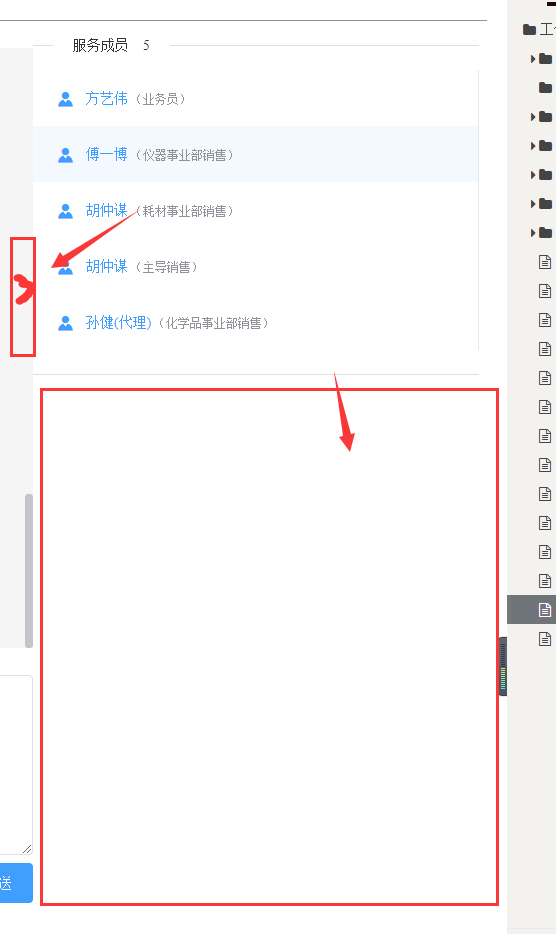 服务成员 5
方艺伟（业务员）
傅一博（仪器事业部销售）
胡仲谋（耗材事业部销售）
胡仲谋（主导销售）
孙健(代理)（化学品事业部销售）
送
工